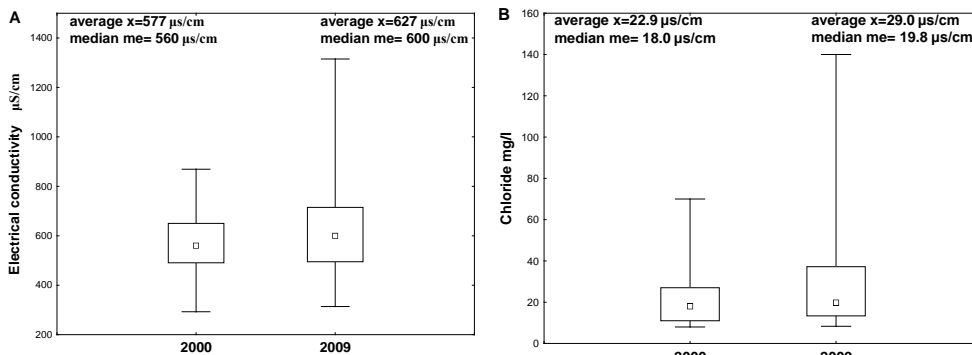 A
average x=577 µs/cm
median me= 560 µs/cm
average x=627 µs/cm
median me= 600 µs/cm
Electrical conductivity µS/cm
1400
1200
1000
800
600
400
200
2000
2009
B
average x=22.9 µs/cm
median me= 18.0 µs/cm
average x=29.0 µs/cm
median me= 19.8 µs/cm
Chloride mg/l
160
140
120
100
80
60
40
20
0
2000
2009